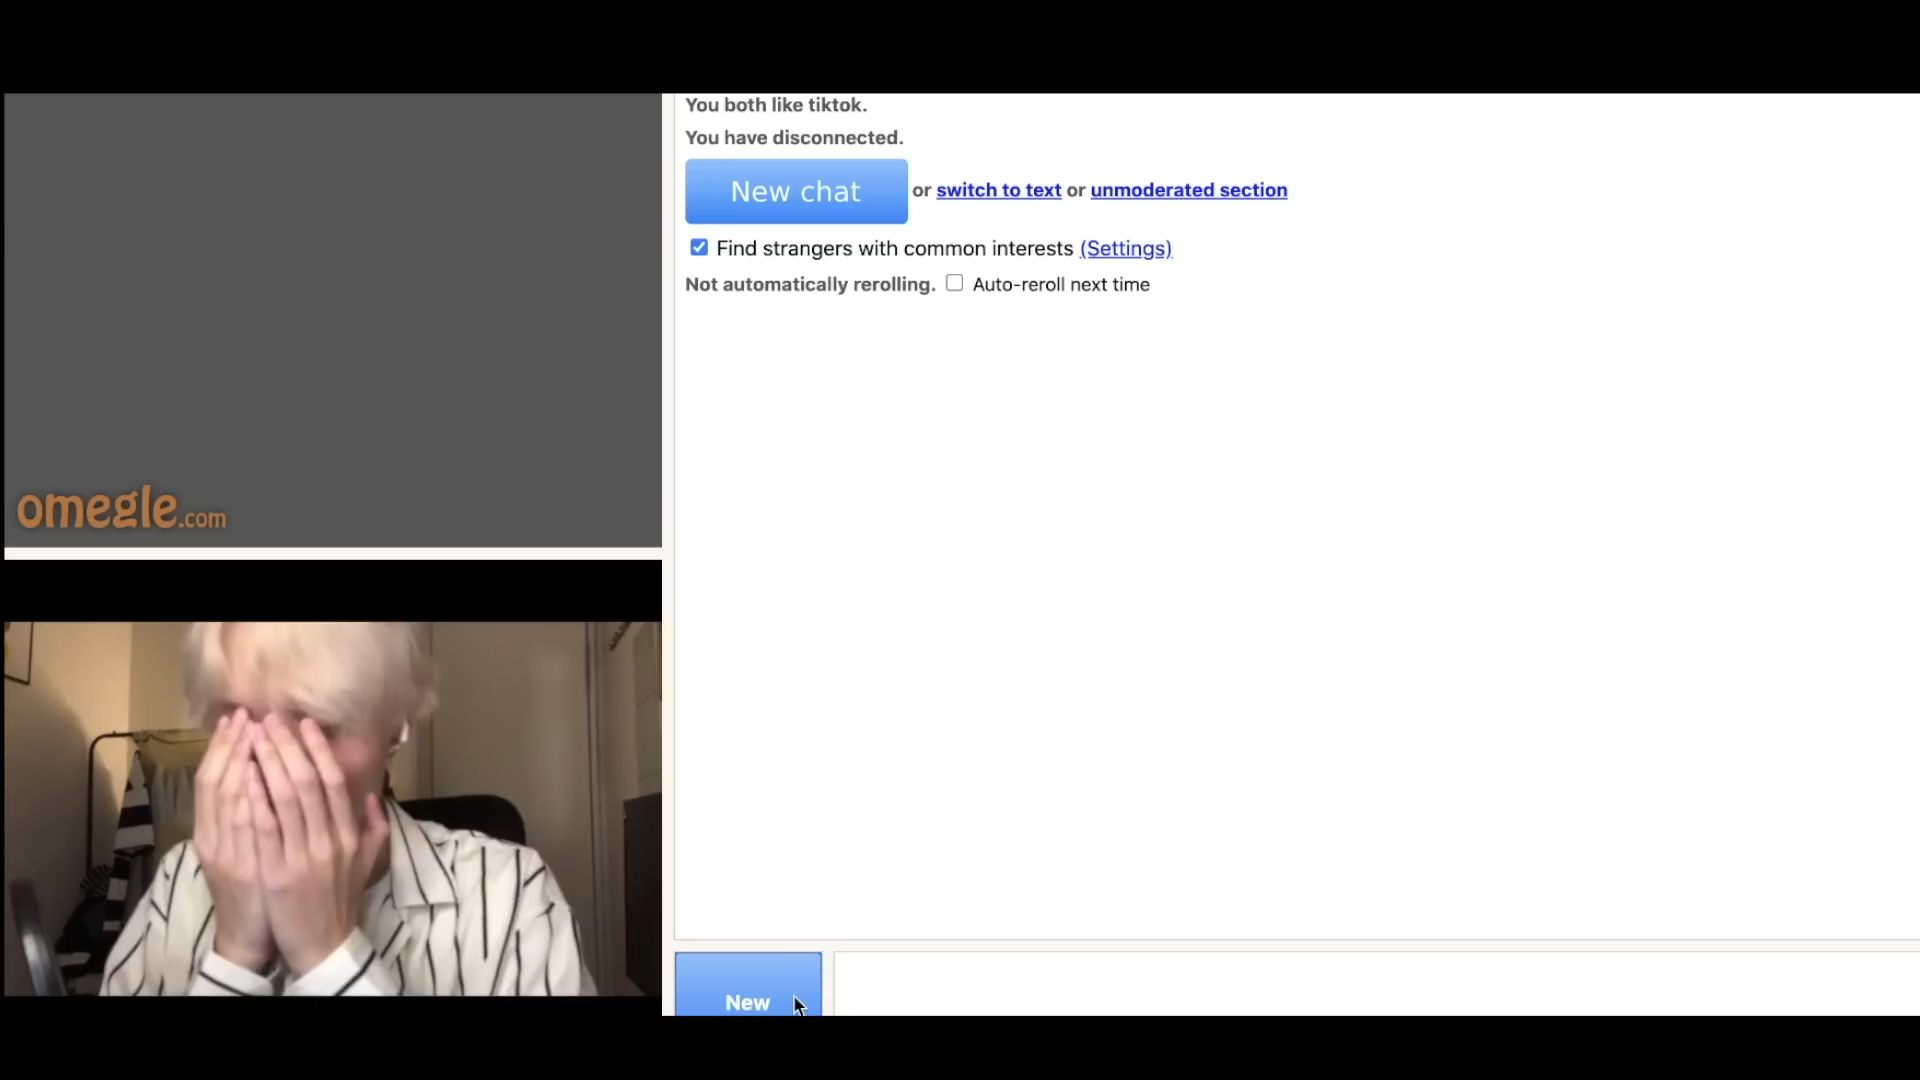 You both like tiktok.
You have disconnected.
New chat or switch to text or unmoderated section
Find strangers with common interests (Settings)
Not automatically rerolling. Auto-reroll next time
omegle.com
New